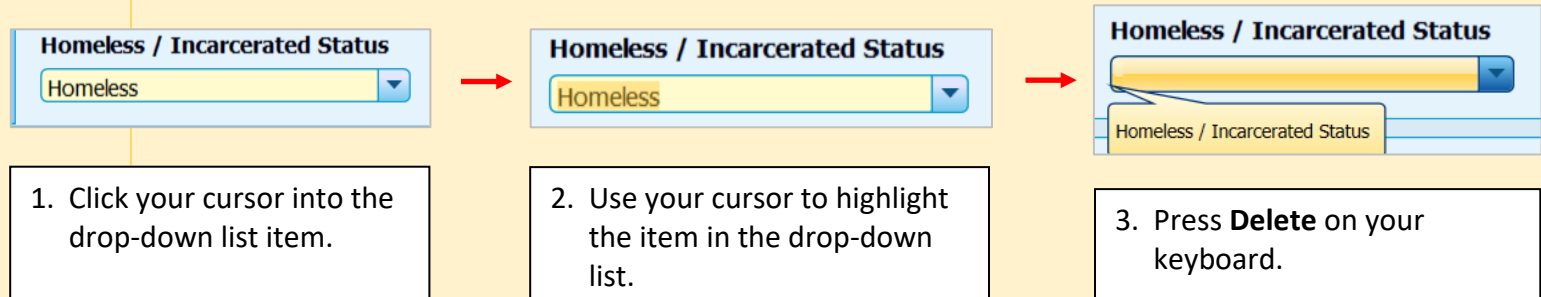 Homeless / Incarcerated Status
Homeless
Homeless / Incarcerated Status
Homeless
Homeless / Incarcerated Status
Homeless / Incarcerated Status
1. Click your cursor into the
drop-down list item.
2. Use your cursor to highlight
the item in the drop-down
list.
3. Press Delete on your
keyboard.